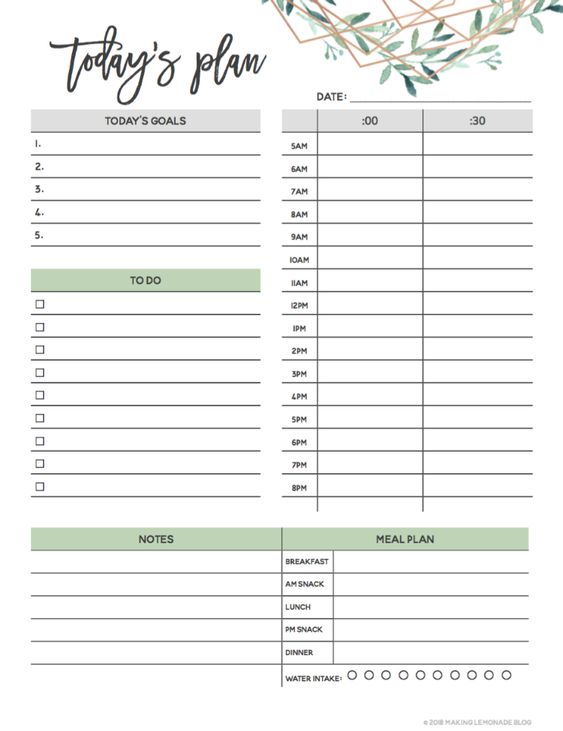 Today's plan
DATE:
TODAY'S GOALS
1.
2.
3.
4.
5.
TO DO
:00 :30
5AM
6AM
7AM
8AM
9AM
10AM
11AM
12PM
1PM
2PM
3PM
4PM
5PM
6PM
7PM
8PM
NOTES
MEAL PLAN
BREAKFAST
AM SNACK
LUNCH
PM SNACK
DINNER
WATER INTAKE:
© 2018 MAKING LEMONADE BLOG